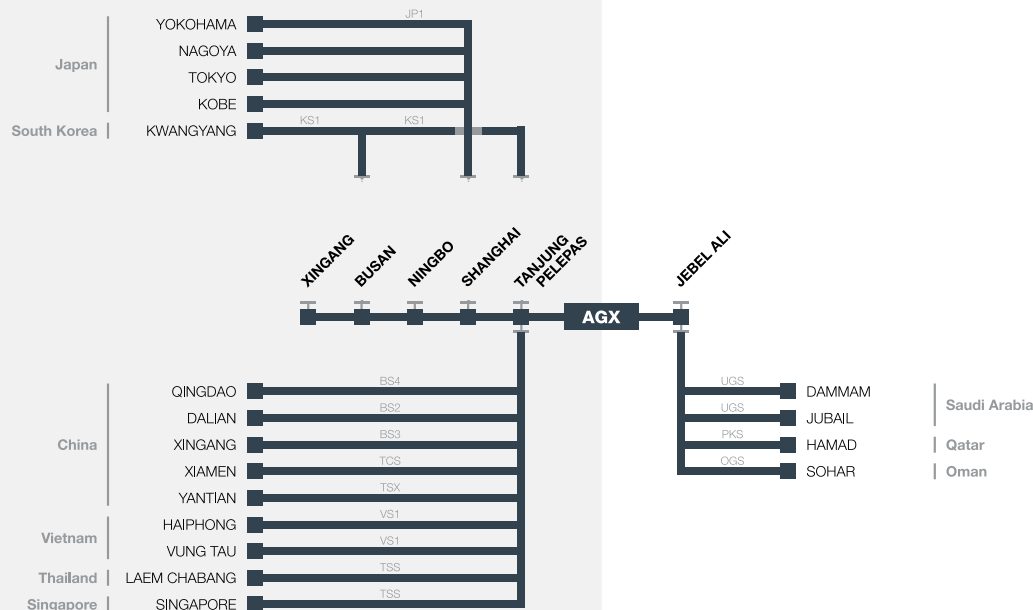 JP1
YOKOHAMA
NAGOYA
Japan
TOKYO
KOBE
KS1
KS1
South Korea
KWANGYANG
XINGANG
BUSAN
NINGBO
SHANGHAI
TANJUNG
PELEPAS
JEBEL ALI
AGX
QINGDAO
BS4
DALIAN
BS2
China
XINGANG
BS3
XIAMEN
TCS
YANTIAN
TSX
Vietnam
HAIPHONG
VS1
VUNG TAU
VS1
Thailand
LAEM CHABANG
TSS
Singapore
SINGAPORE
TSS
UGS
DAMMAM
Saudi Arabia
UGS
JUBAIL
PKS
HAMAD
Qatar
OGS
SOHAR
Oman